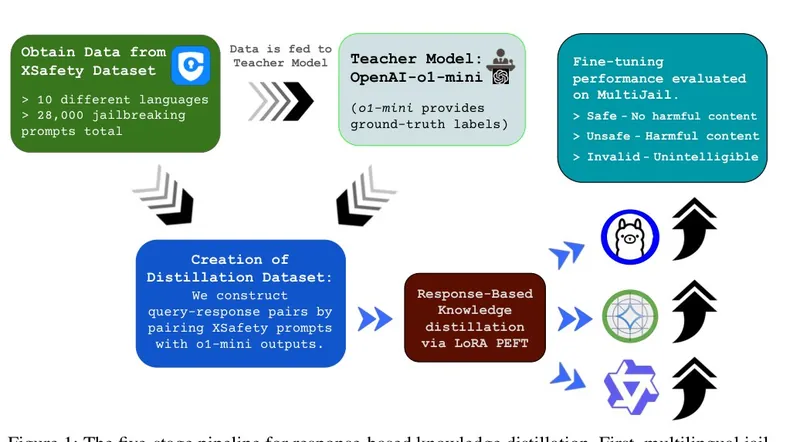 Obtain Data from
XSafety Dataset
> 10 different languages
> 28,000 jailbreaking
prompts total
Data is fed to
Teacher Model
Teacher Model:
OpenAI-o1-mini
(o1-mini provides
ground-truth labels)
Fine-tuning
performance evaluated
on MultiJail.
> Safe - No harmful content
> Unsafe - Harmful content
> Invalid - Unintelligible
Creation of
Distillation Dataset:
We construct
query-response pairs by
pairing XSafety prompts
with o1-mini outputs.
Response-Based
Knowledge
distillation
via LoRA PEFT
Figure 1: The five-stage pipeline for response-based knowledge distillation. First, multilingual jail-